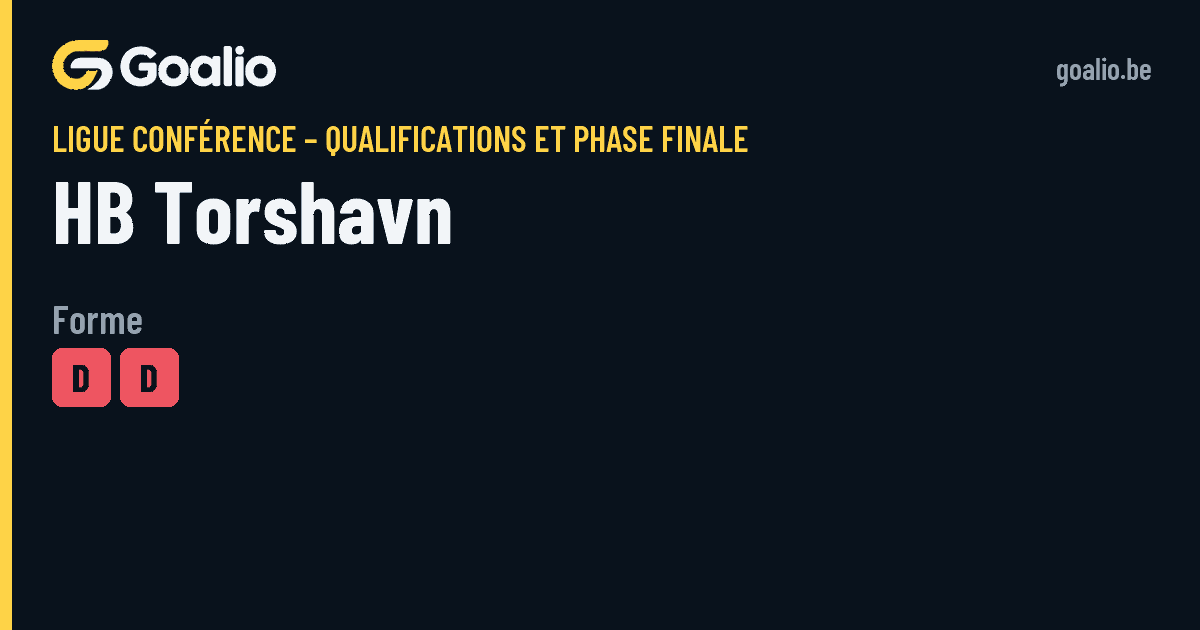 Goalio
goalio.be
LIGUE CONFÉRENCE – QUALIFICATIONS ET PHASE FINALE
HB Torshavn
Forme
D D